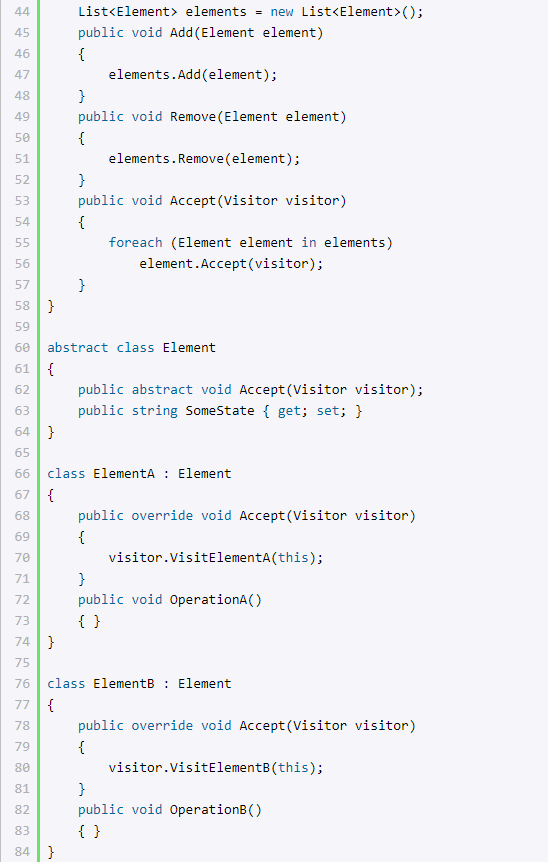 44 List<Element> elements = new List<Element>();
45 public void Add(Element element)
46 {
47 elements.Add(element);
48 }
49 public void Remove(Element element)
50 {
51 elements.Remove(element);
52 }
53 public void Accept(Visitor visitor)
54 {
55 foreach (Element element in elements)
56 element.Accept(visitor);
57 }
58 }
59
60 abstract class Element
61 {
62 public abstract void Accept(Visitor visitor);
63 public string SomeState { get; set; }
64 }
65
66 class ElementA : Element
67 {
68 public override void Accept(Visitor visitor)
69 {
70 visitor.VisitElementA(this);
71 }
72 public void OperationA()
73 { }
74 }
75
76 class ElementB : Element
77 {
78 public override void Accept(Visitor visitor)
79 {
80 visitor.VisitElementB(this);
81 }
82 public void OperationB()
83 { }
84 }